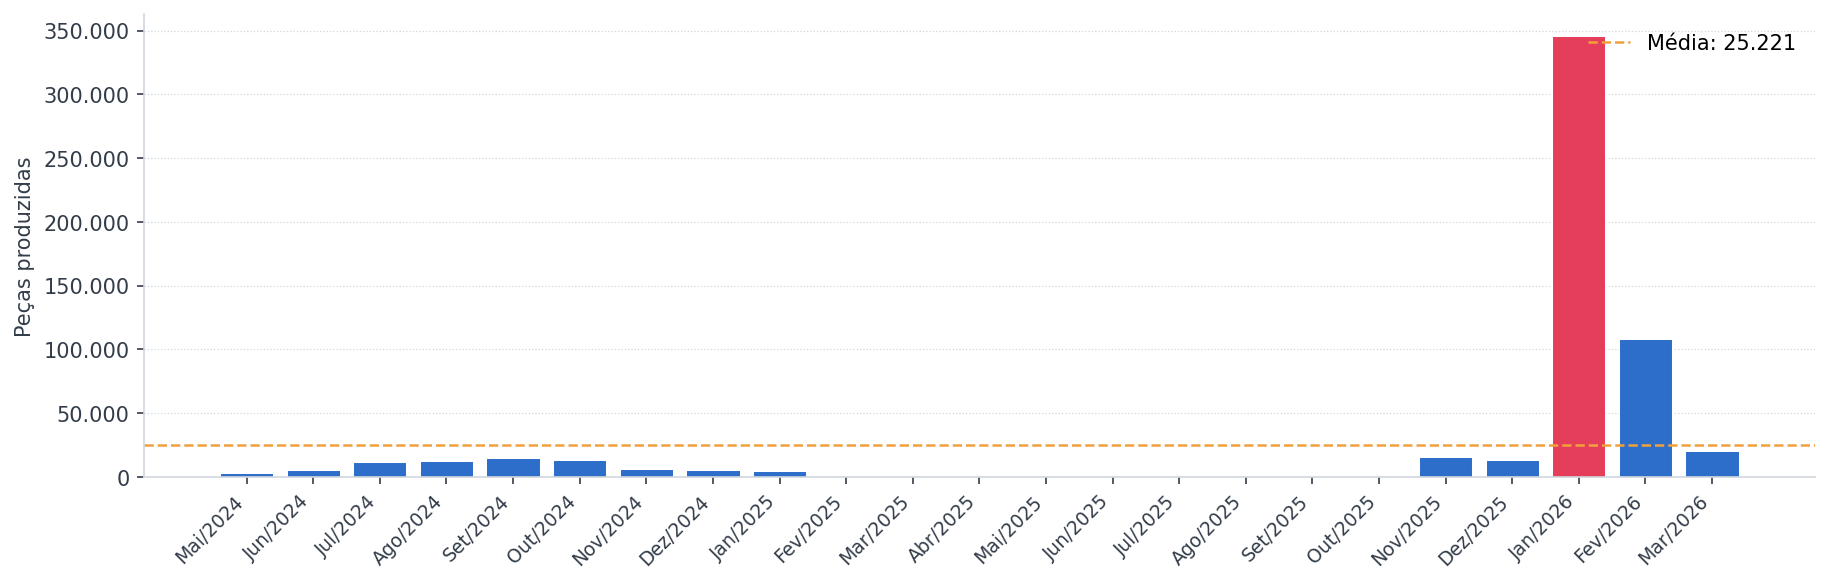 Peças produzidas
350.000
300.000
250.000
200.000
150.000
100.000
50.000
0
Média: 25.221
Mai/2024
Jun/2024
Jul/2024
Ago/2024
Set/2024
Out/2024
Nov/2024
Dez/2024
Jan/2025
Fev/2025
Mar/2025
Abr/2025
Mai/2025
Jun/2025
Jul/2025
Ago/2025
Set/2025
Out/2025
Nov/2025
Dez/2025
Jan/2026
Fev/2026
Mar/2026